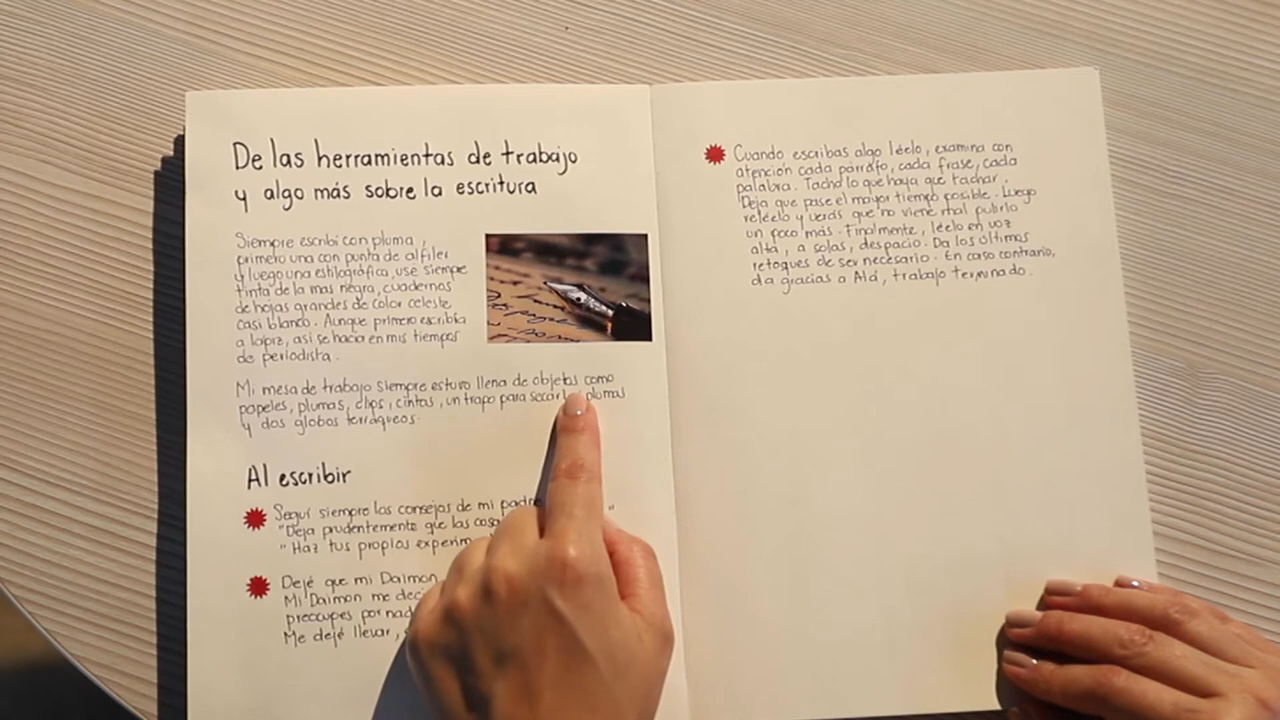 De las herramientas de trabajo
y algo más sobre la escritura
Siempre escribí con pluma,
primero una con punta de alfiler
y luego una estilográfica, usé siempre
tinta de la mas negra, cuadernos
de hojas grandes de color celeste
casi blanco. Aunque primero escribía
a lápiz, así se hacía en mis tiempos
de periodista.
Mi mesa de trabajo siempre estuvo llena de objetos como
papeles, plumas, clips, cintas, un trapo para secar plumas
y dos globos terráqueos.
Al escribir
Seguí siempre los consejos de mi padre
"Deja prudentemente que las
"Haz tus propios
Dejé que mi Daimon
Mi Daimon me
preocupes por
Me dejé llevar,
Cuando escribas algo léelo, examina con
atención cada párrafo, cada frase, cada
palabra. Tacha lo que haya que tachar.
Deja que pase el mayor tiempo posible. Luego
reléelo y verás que no viene mal pulirlo
un poco más. Finalmente, léelo en voz
alta, a solas, despacio. Da los últimos
retoques de ser necesario. En caso contrario,
da gracias a Alá, trabajo terminado.